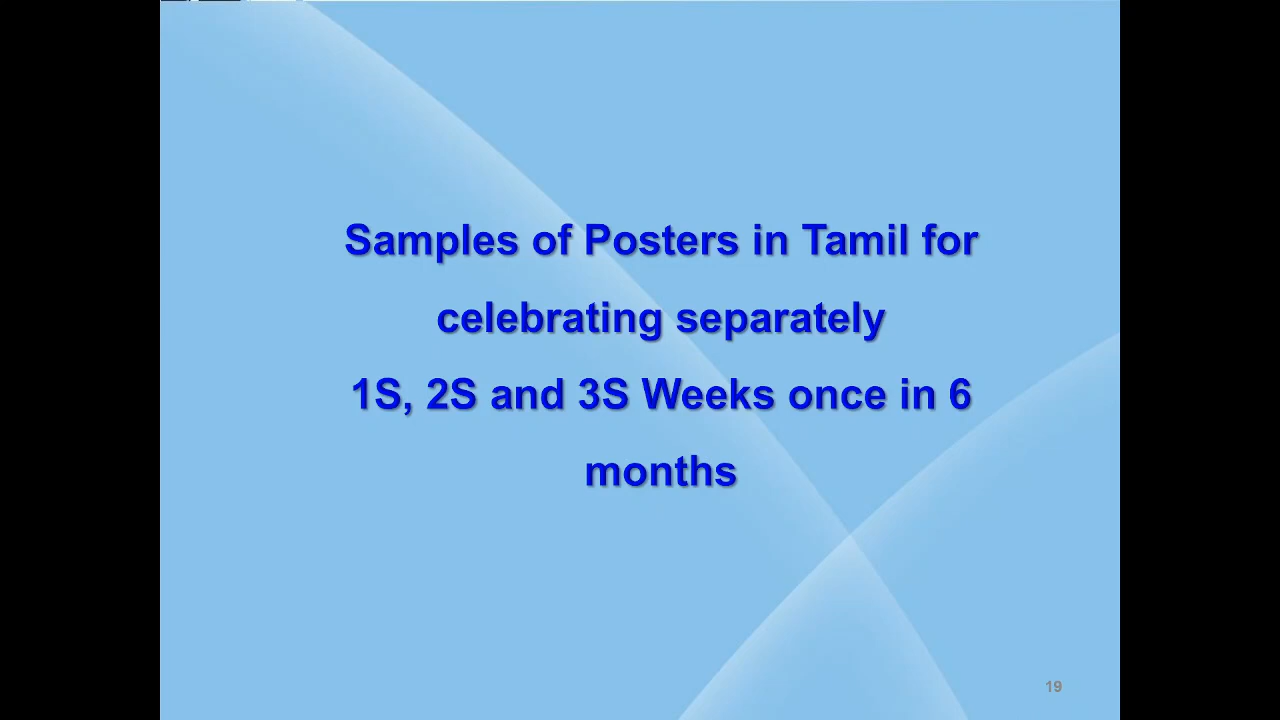 Samples of Posters in Tamil for
celebrating separately
1S, 2S and 3S Weeks once in 6
months
19